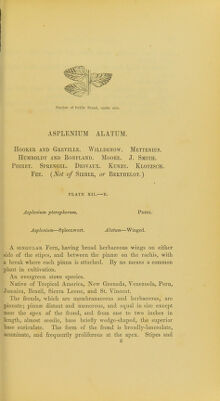 Portion of fertile frond, under side.
ASPLENIUM ALATUM.
HOOKER AND GREVILLE. WILLDENOW. METTENIUS.
HUMBOLDT AND BONPLAND. MOORE. J. SMITH.
POIRET. SPRENGEL. DESVAUX. KUNZE. KLOTZSCH.
FEE. (Not of SIEBER, or BERTHELOT.)
PLATE XII.—B.
Asplenium pterophorum, PRESL.
Asplenium—Spleenwort. Alatum—Winged.
A SINGULAR Fern, having broad herbaceous wings on either
side of the stipes, and between the pinnæ on the rachis, with
a break where each pinna is attached. By no means a common
plant in cultivation.
An evergreen stove species.
Native of Tropical America, New Grenada, Venezuela, Peru,
Jamaica, Brazil, Sierra Leone, and St. Vincent.
The fronds, which are membranaceous and herbaceous, are
pinnate; pinnæ distant and numerous, and equal in size except
near the apex of the frond, and from one to two inches in
length, almost sessile, base briefly wedge-shaped, the superior
base auriculate. The form of the frond is broadly-lanceolate,
acuminate, and frequently proliferous at the apex. Stipes and